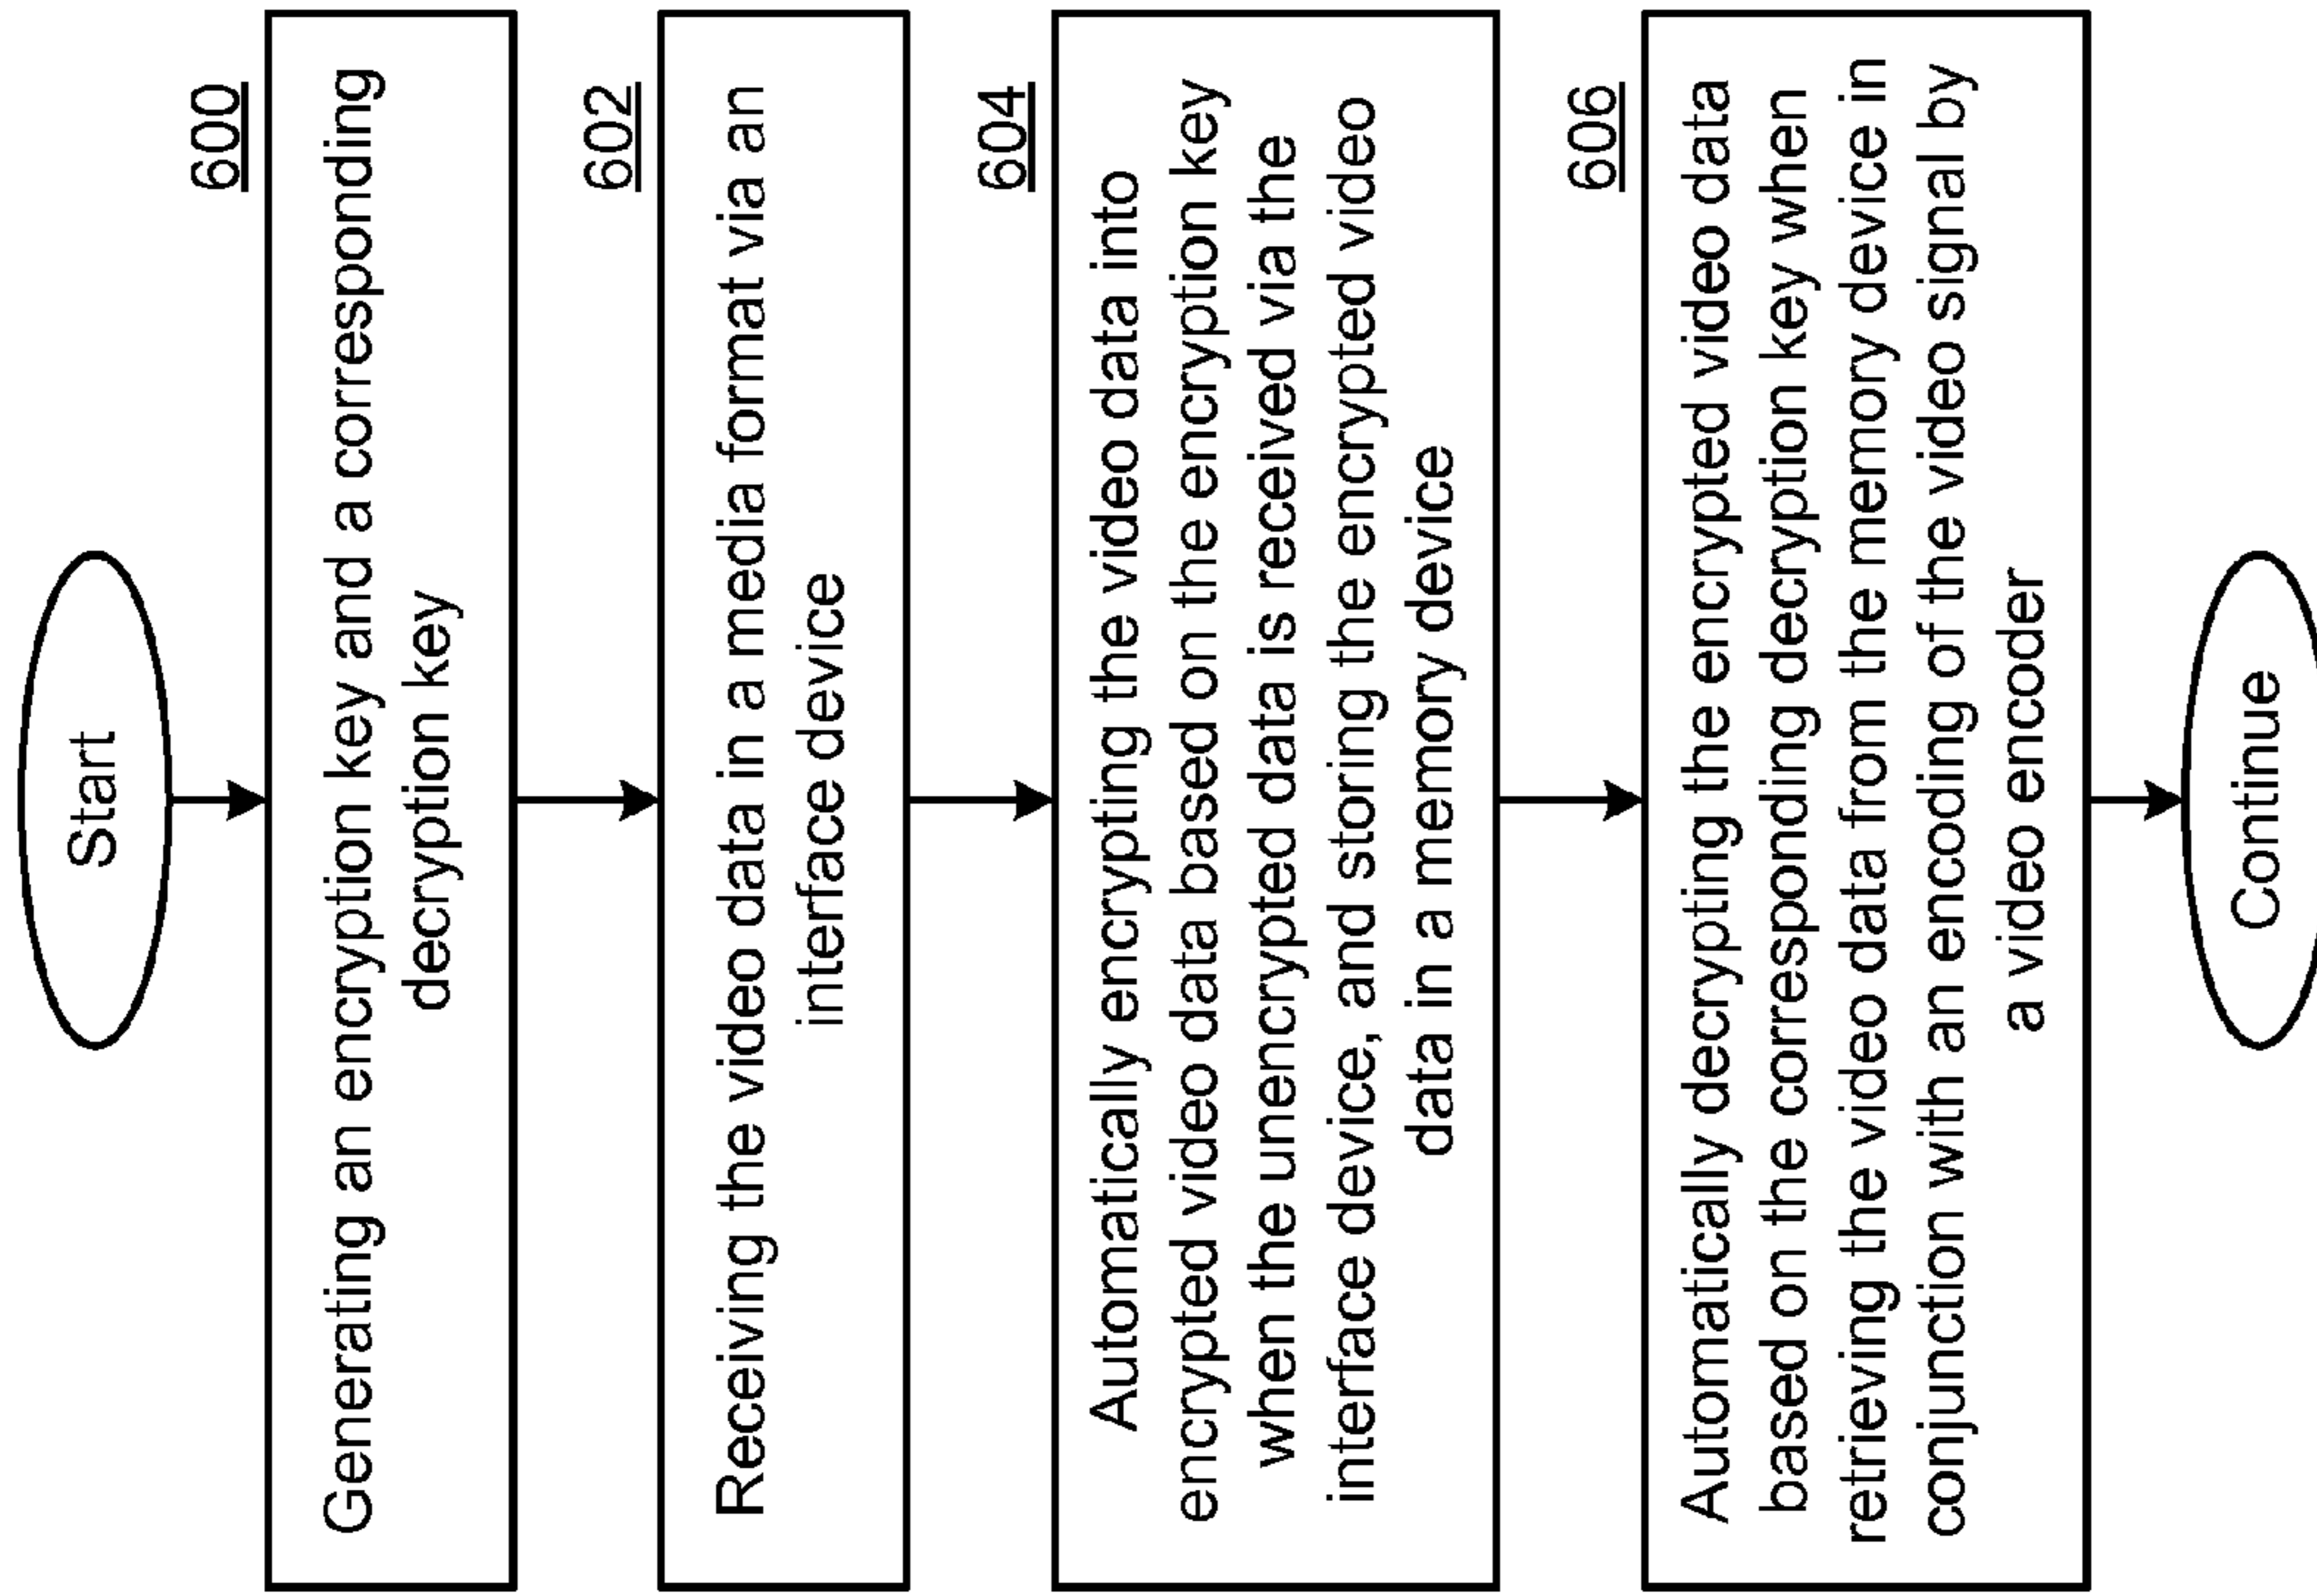 Start
600
Generating an encryption key and a corresponding
decryption key
602
Receiving the video data in a media format via an
interface device
604
Automatically encrypting the video data into
encrypted video data based on the encryption key
when the unencrypted data is received via the
interface device, and storing the encrypted video
data in a memory device
606
Automatically decrypting the encrypted video data
based on the corresponding decryption key when
retrieving the video data from the memory device in
conjunction with an encoding of the video signal by
a video encoder
Continue